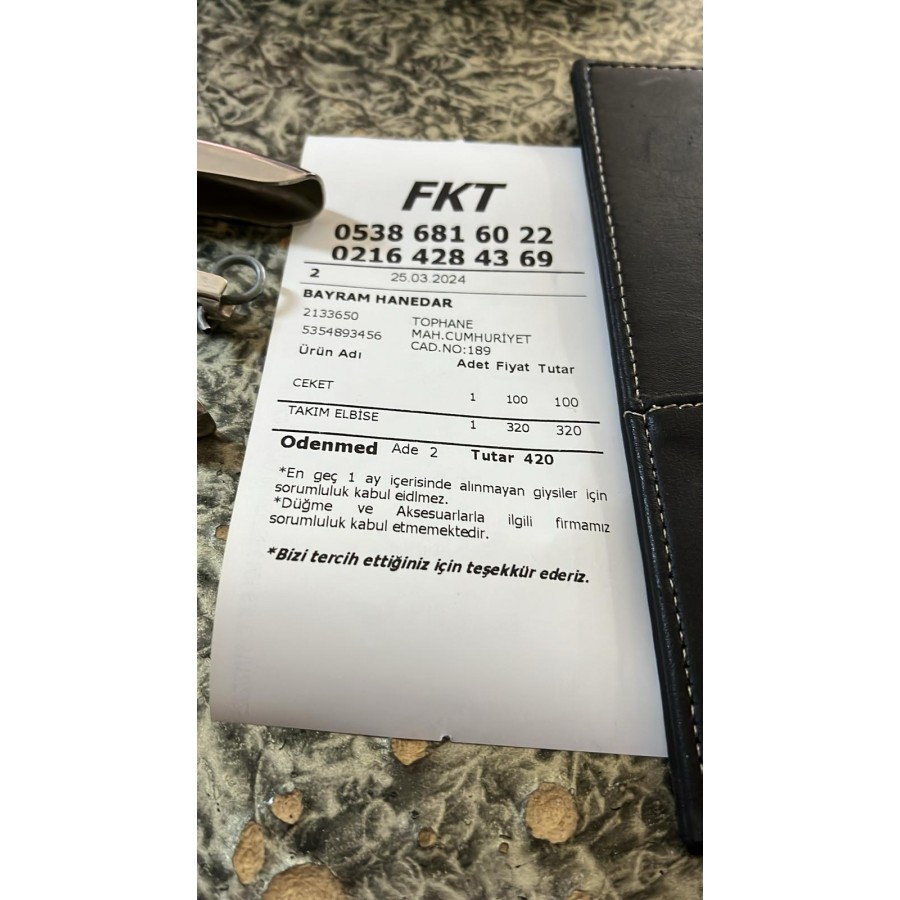 FKT
0538 681 60 22
0216 428 43 69
2 25.03.2024
BAYRAM HANEDAR
2133650 TOPHANE
5354893456 MAH.CUMHURİYET
CAD.NO:189
Ürün Adı Adet Fiyat Tutar
CEKET 1 100 100
TAKIM ELBİSE 1 320 320
Odenmed Ade 2 Tutar 420
*En geç 1 ay içerisinde alınmayan giysiler için
sorumluluk kabul eidlmez.
*Düğme ve Aksesuarlarla ilgili firmamız
sorumluluk kabul etmemektedir.
*Bizi tercih ettiğiniz için teşekkür ederiz.